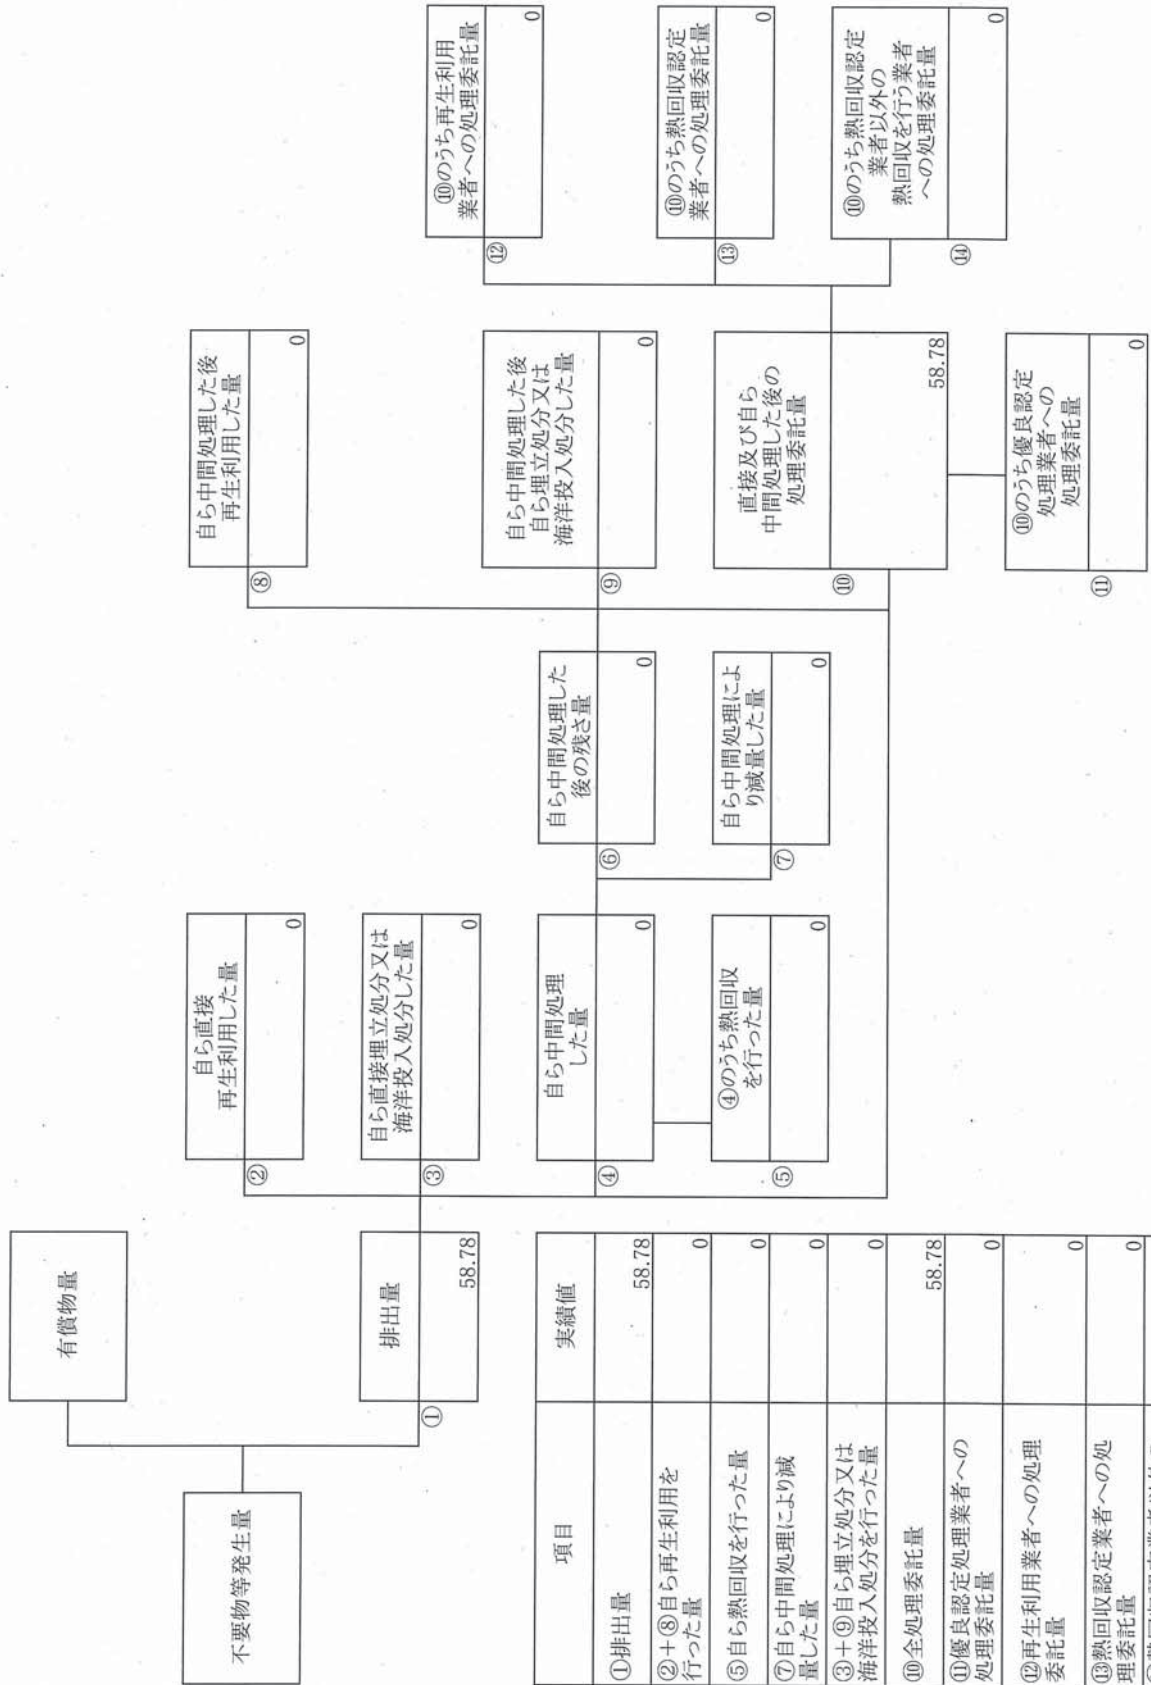 不要物等発生量
有償物量
①
排出量
58.78
②
自ら直接
再生利用した量
0
③
自ら直接埋立処分又は
海洋投入処分した量
0
④
自ら中間処理
した量
0
⑤
④のうち熱回収
を行った量
0
⑥
自ら中間処理した
後の残さ量
0
⑦
自ら中間処理によ
り減量した量
0
⑧
自ら中間処理した後
再生利用した量
0
⑨
自ら中間処理した後
自ら埋立処分又は
海洋投入処分した量
0
⑩
直接及び自ら
中間処理した後の
処理委託量
58.78
⑪
⑩のうち優良認定
処理業者への
処理委託量
0
⑫
⑩のうち再生利用
業者への処理委託量
0
⑬
⑩のうち熱回収認定
業者への処理委託量
0
⑭
⑩のうち熱回収認定
業者以外の
熱回収を行う業者
への処理委託量
0
項目
実績値
①排出量
58.78
②＋⑧自ら再生利用を
行った量
0
⑤自ら熱回収を行った量
0
⑦自ら中間処理により減
量した量
0
③＋⑨自ら埋立処分又は
海洋投入処分を行った量
0
⑩全処理委託量
58.78
⑪優良認定処理業者への
処理委託量
0
⑫再生利用業者への処理
委託量
0
⑬熱回収認定業者への処
理委託量
0